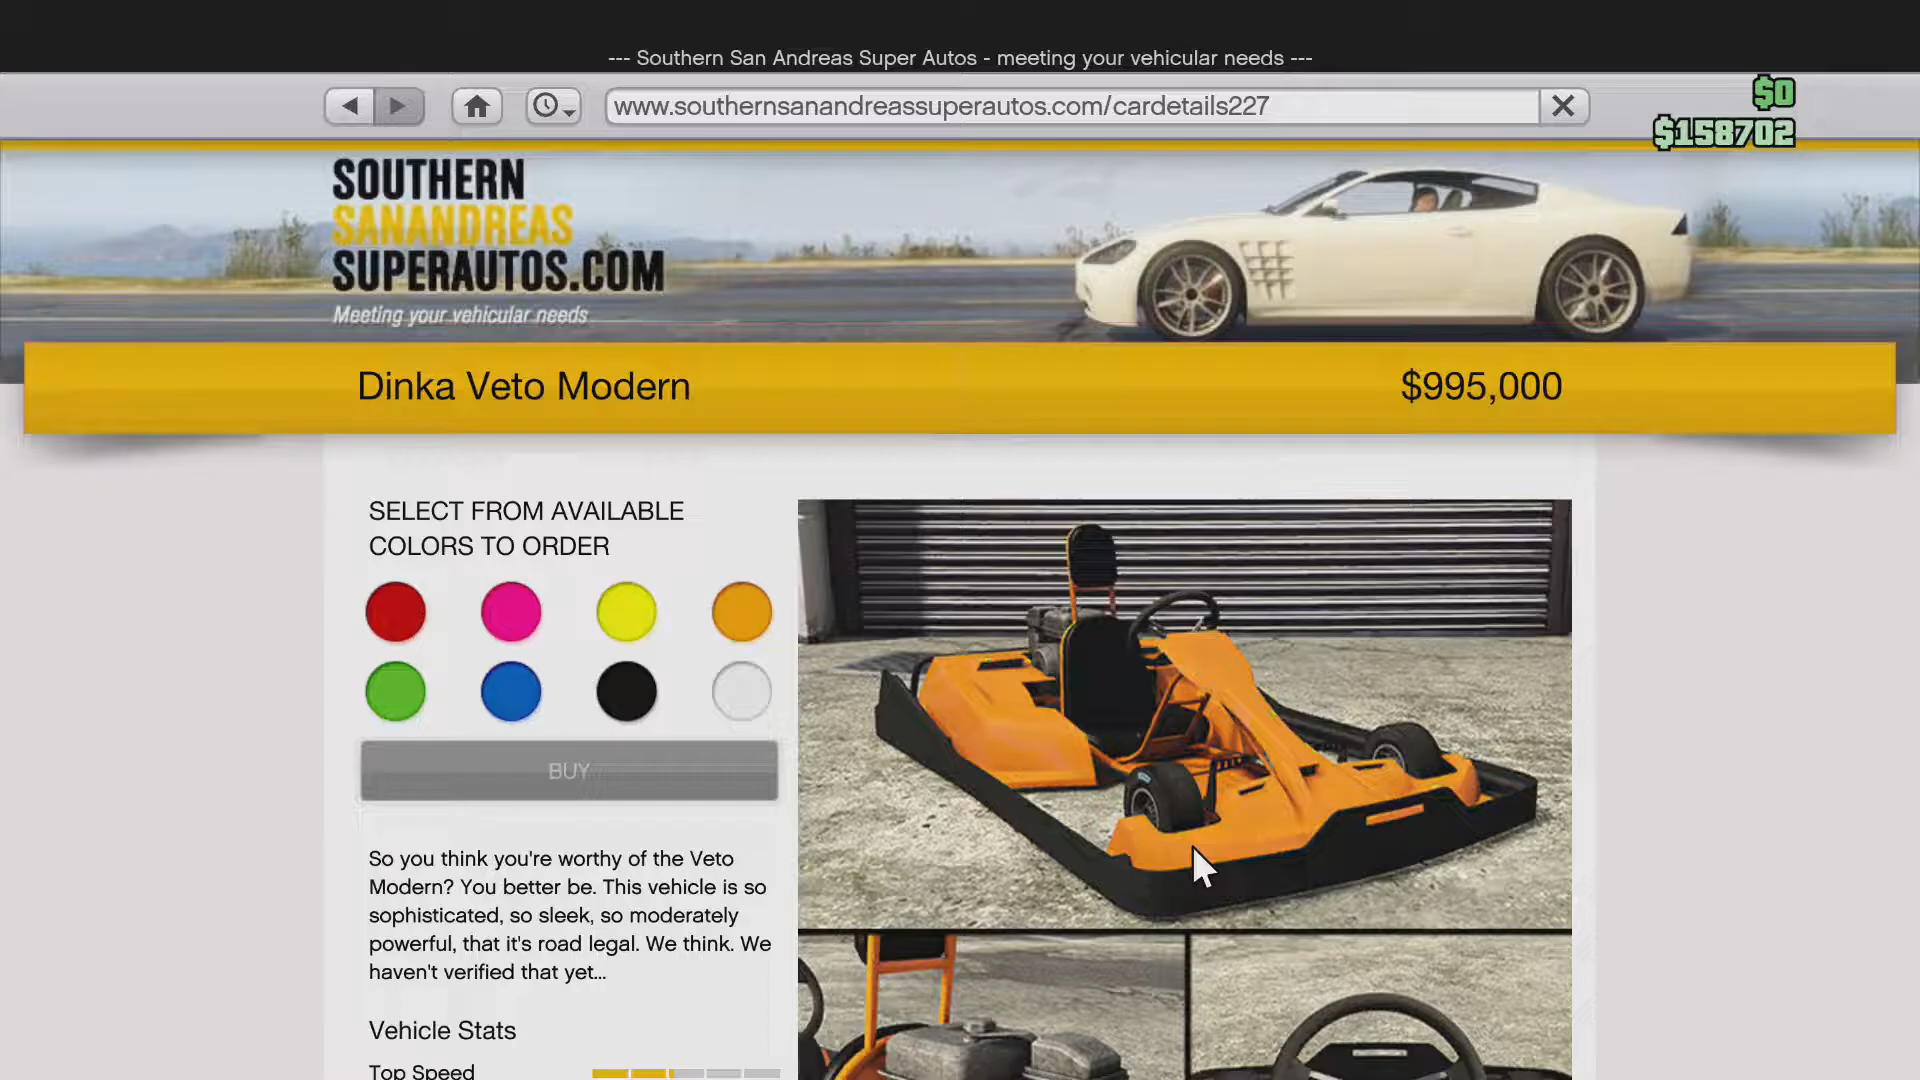 --- Southern San Andreas Super Autos - meeting your vehicular needs ---
www.southernsanandreassuperautos.com/cardetails227
$0
$158702
SOUTHERN
SANANDREAS
SUPERAUTOS.COM
Meeting your vehicular needs
Dinka Veto Modern
$995,000
SELECT FROM AVAILABLE
COLORS TO ORDER
BUY
So you think you're worthy of the Veto
Modern? You better be. This vehicle is so
sophisticated, so sleek, so moderately
powerful, that it's road legal. We think. We
haven't verified that yet...
Vehicle Stats
Top Speed